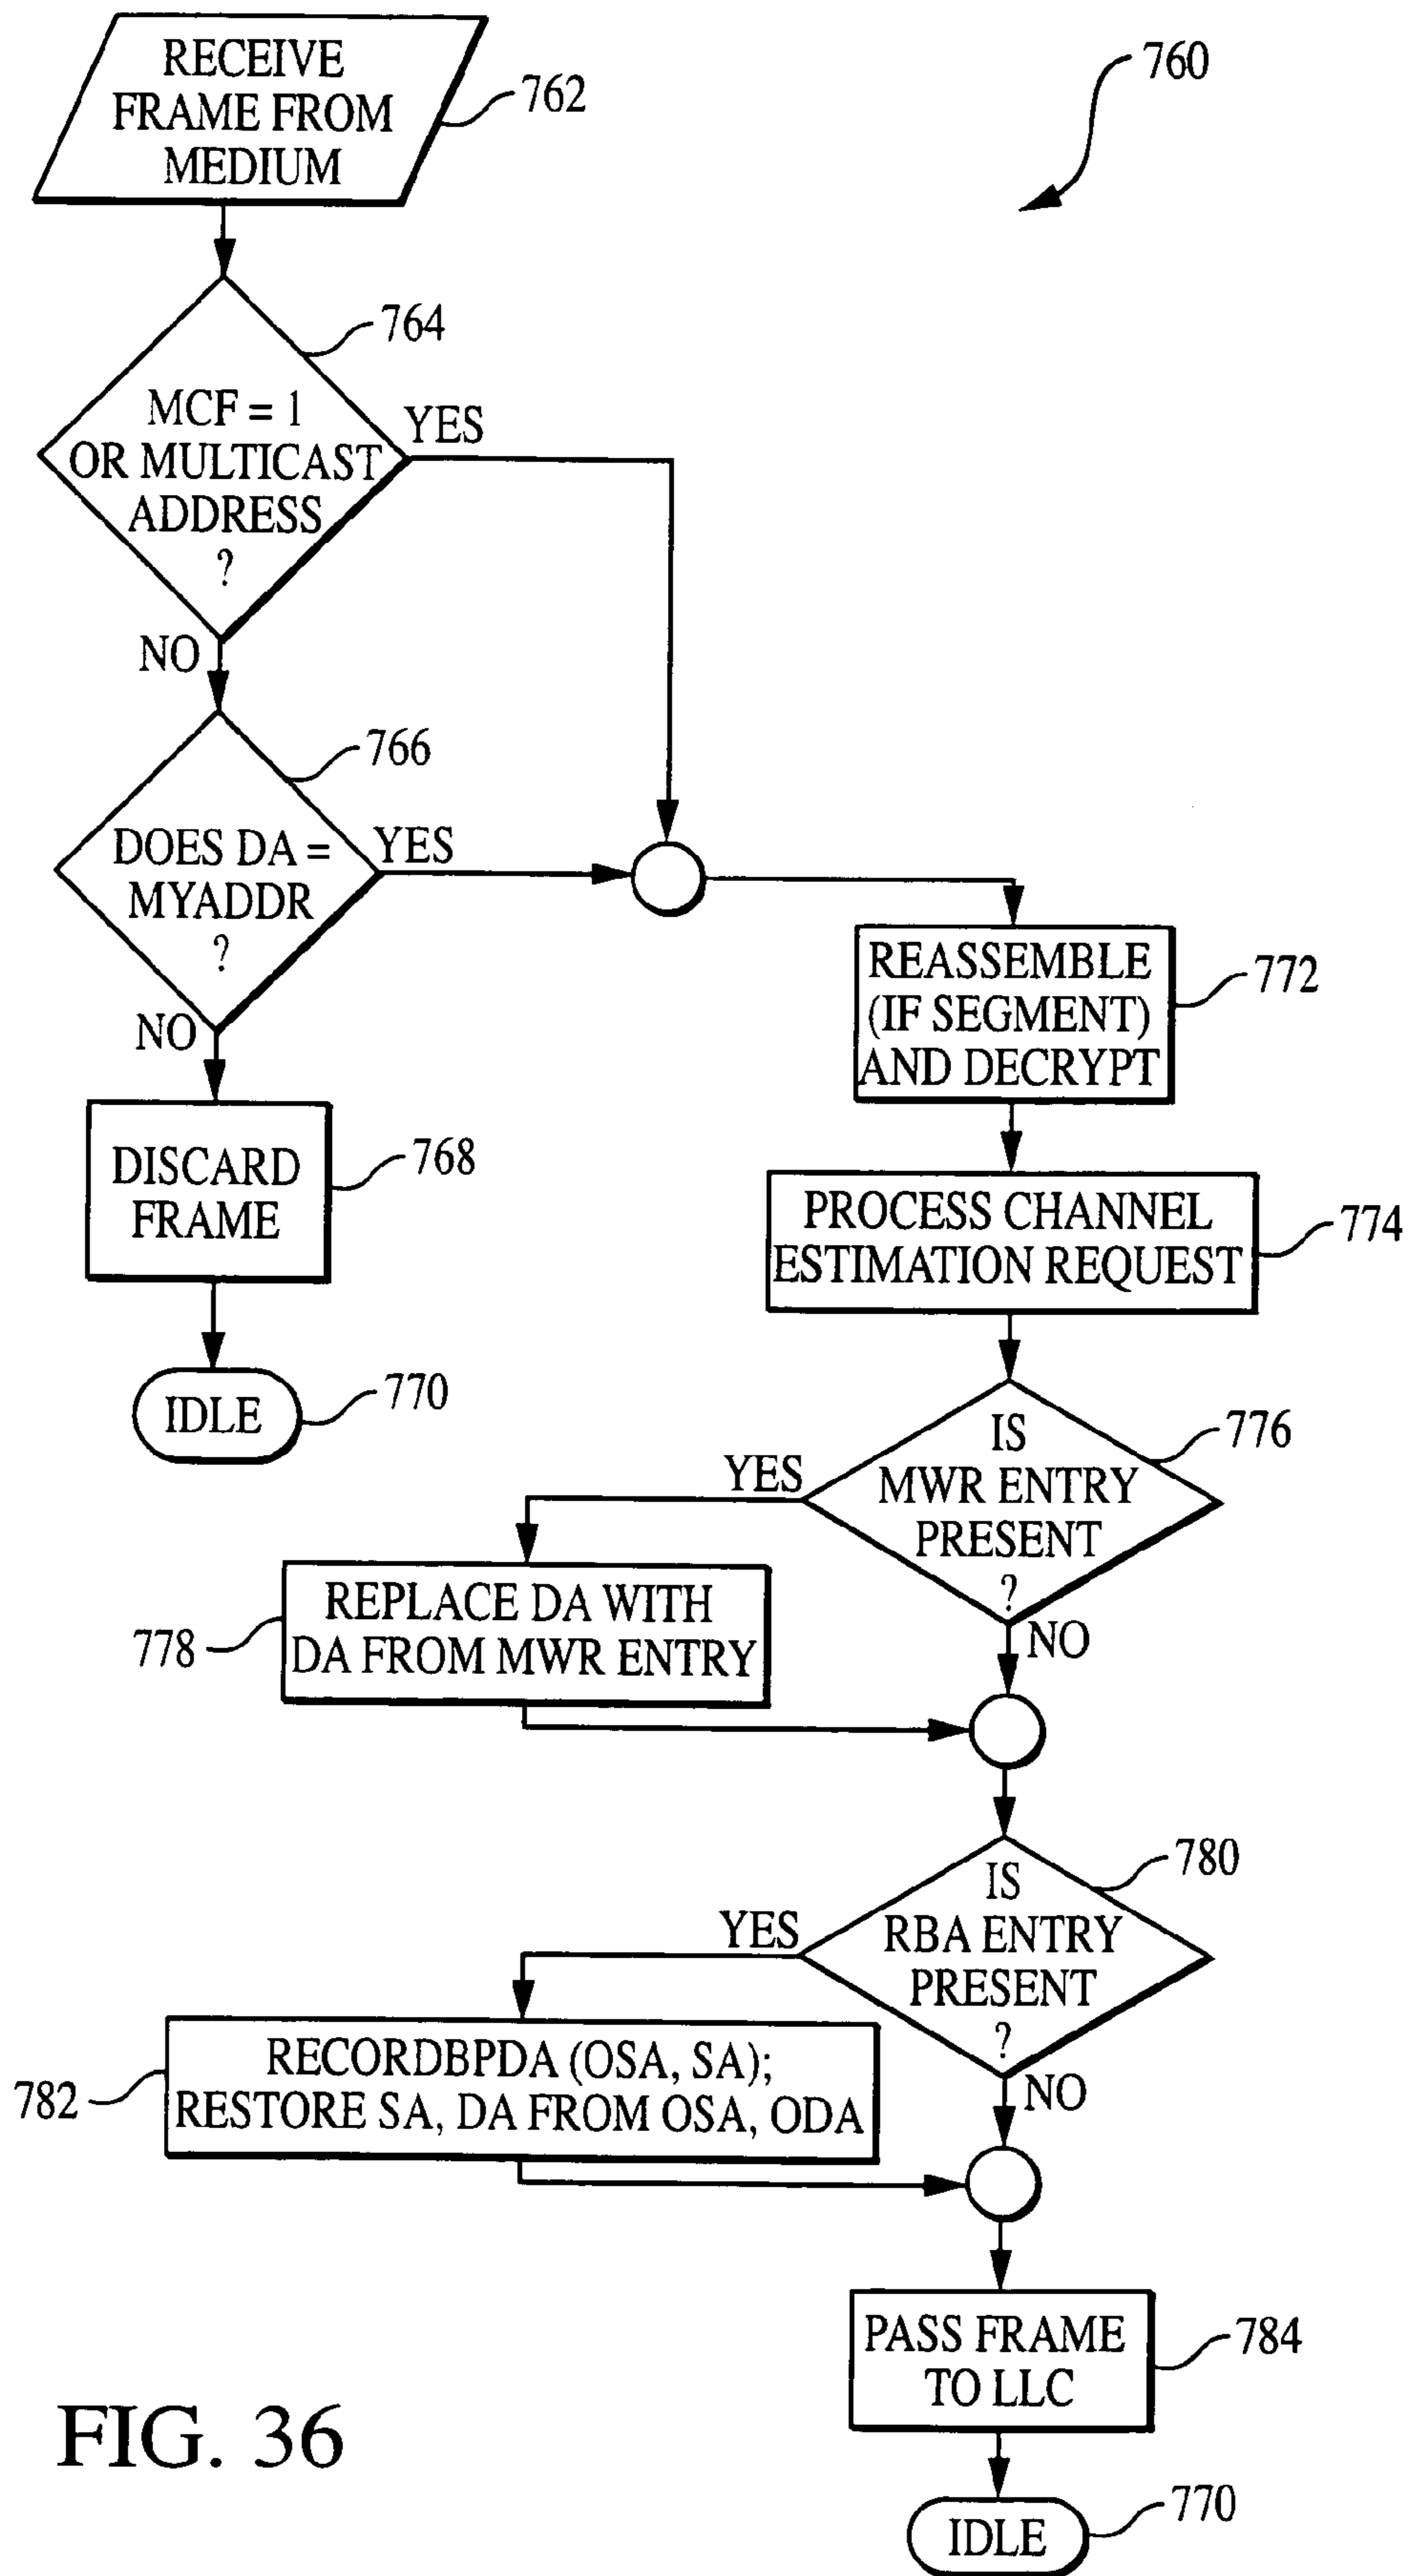 RECEIVE
FRAME FROM
MEDIUM
762
760
764
MCF = 1
OR MULTICAST
ADDRESS
?
YES
NO
766
DOES DA =
MYADDR
?
YES
NO
REASSEMBLE
(IF SEGMENT)
AND DECRYPT
772
DISCARD
FRAME
768
PROCESS CHANNEL
ESTIMATION REQUEST
774
IDLE
770
IS
MWR ENTRY
PRESENT
?
776
YES
NO
REPLACE DA WITH
DA FROM MWR ENTRY
778
IS
RBA ENTRY
PRESENT
?
780
YES
NO
RECORDBPDA (OSA, SA);
RESTORE SA, DA FROM OSA, ODA
782
PASS FRAME
TO LLC
784
FIG. 36
IDLE
770